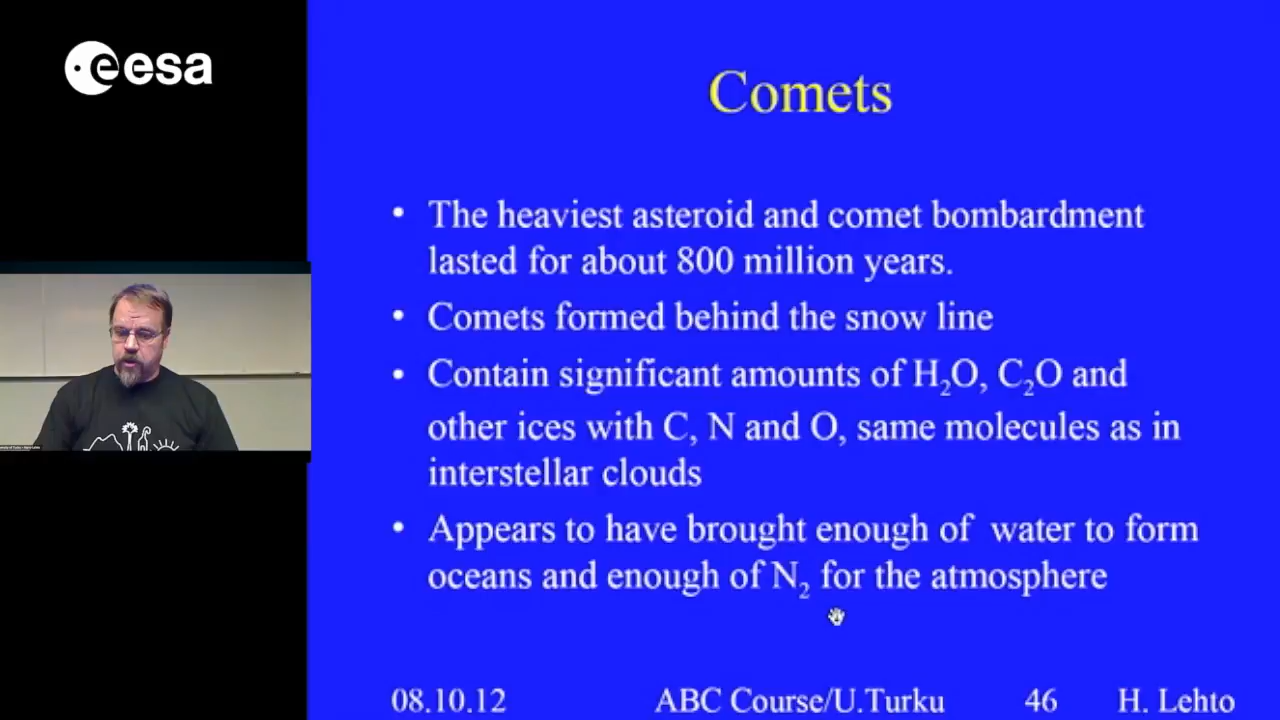 esa
Comets
• The heaviest asteroid and comet bombardment
lasted for about 800 million years.
• Comets formed behind the snow line
• Contain significant amounts of H₂O, C₂O and
other ices with C, N and O, same molecules as in
interstellar clouds
• Appears to have brought enough of water to form
oceans and enough of N₂ for the atmosphere
08.10.12 ABC Course/U.Turku 46 H. Lehto